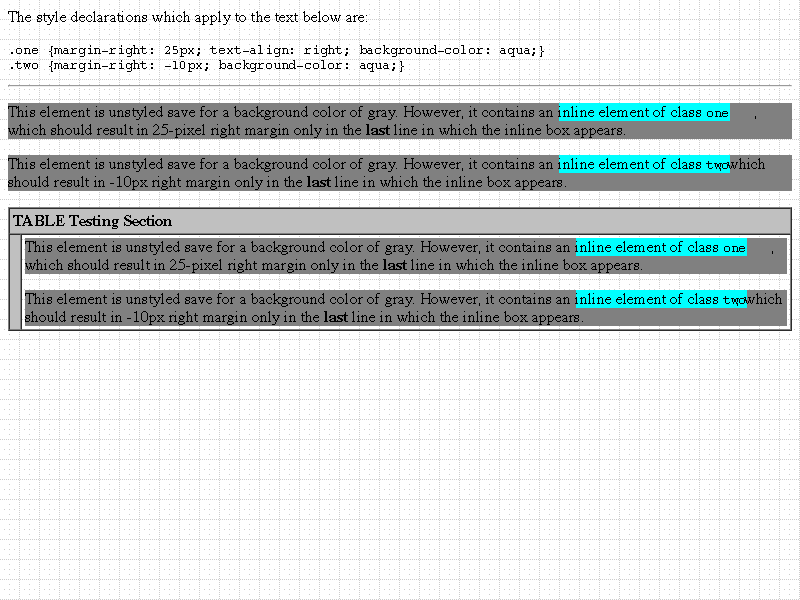 The style declarations which apply to the text below are:
.one {margin-right: 25px; text-align: right; background-color: aqua;}
.two {margin-right: -10px; background-color: aqua;}
This element is unstyled save for a background color of gray. However, it contains an inline element of class one ,
which should result in 25-pixel right margin only in the last line in which the inline box appears.
This element is unstyled save for a background color of gray. However, it contains an inline element of class two, which
should result in -10px right margin only in the last line in which the inline box appears.
TABLE Testing Section
This element is unstyled save for a background color of gray. However, it contains an inline element of class one ,
which should result in 25-pixel right margin only in the last line in which the inline box appears.
This element is unstyled save for a background color of gray. However, it contains an inline element of class two, which
should result in -10px right margin only in the last line in which the inline box appears.